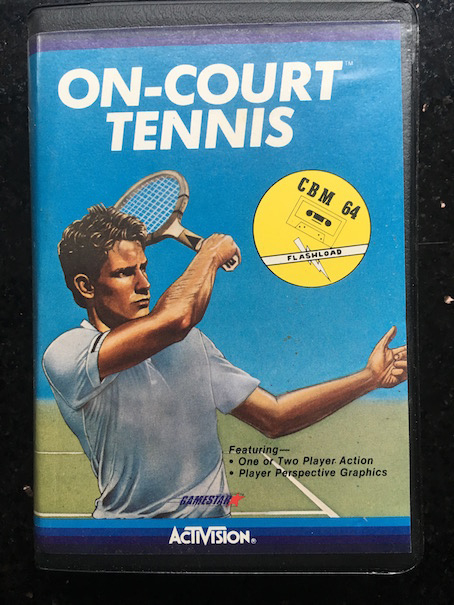 ON-COURT™
TENNIS
CBM 64
FLASHLOAD
Featuring—
• One or Two Player Action
• Player Perspective Graphics
GAMESTAR
ACTIVISION®